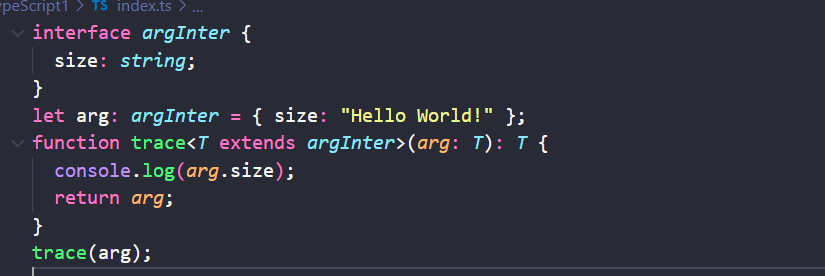 ypeScript1 > TS index.ts > ...
interface argInter {
  size: string;
}
let arg: argInter = { size: "Hello World!" };
function trace<T extends argInter>(arg: T): T {
  console.log(arg.size);
  return arg;
}
trace(arg);